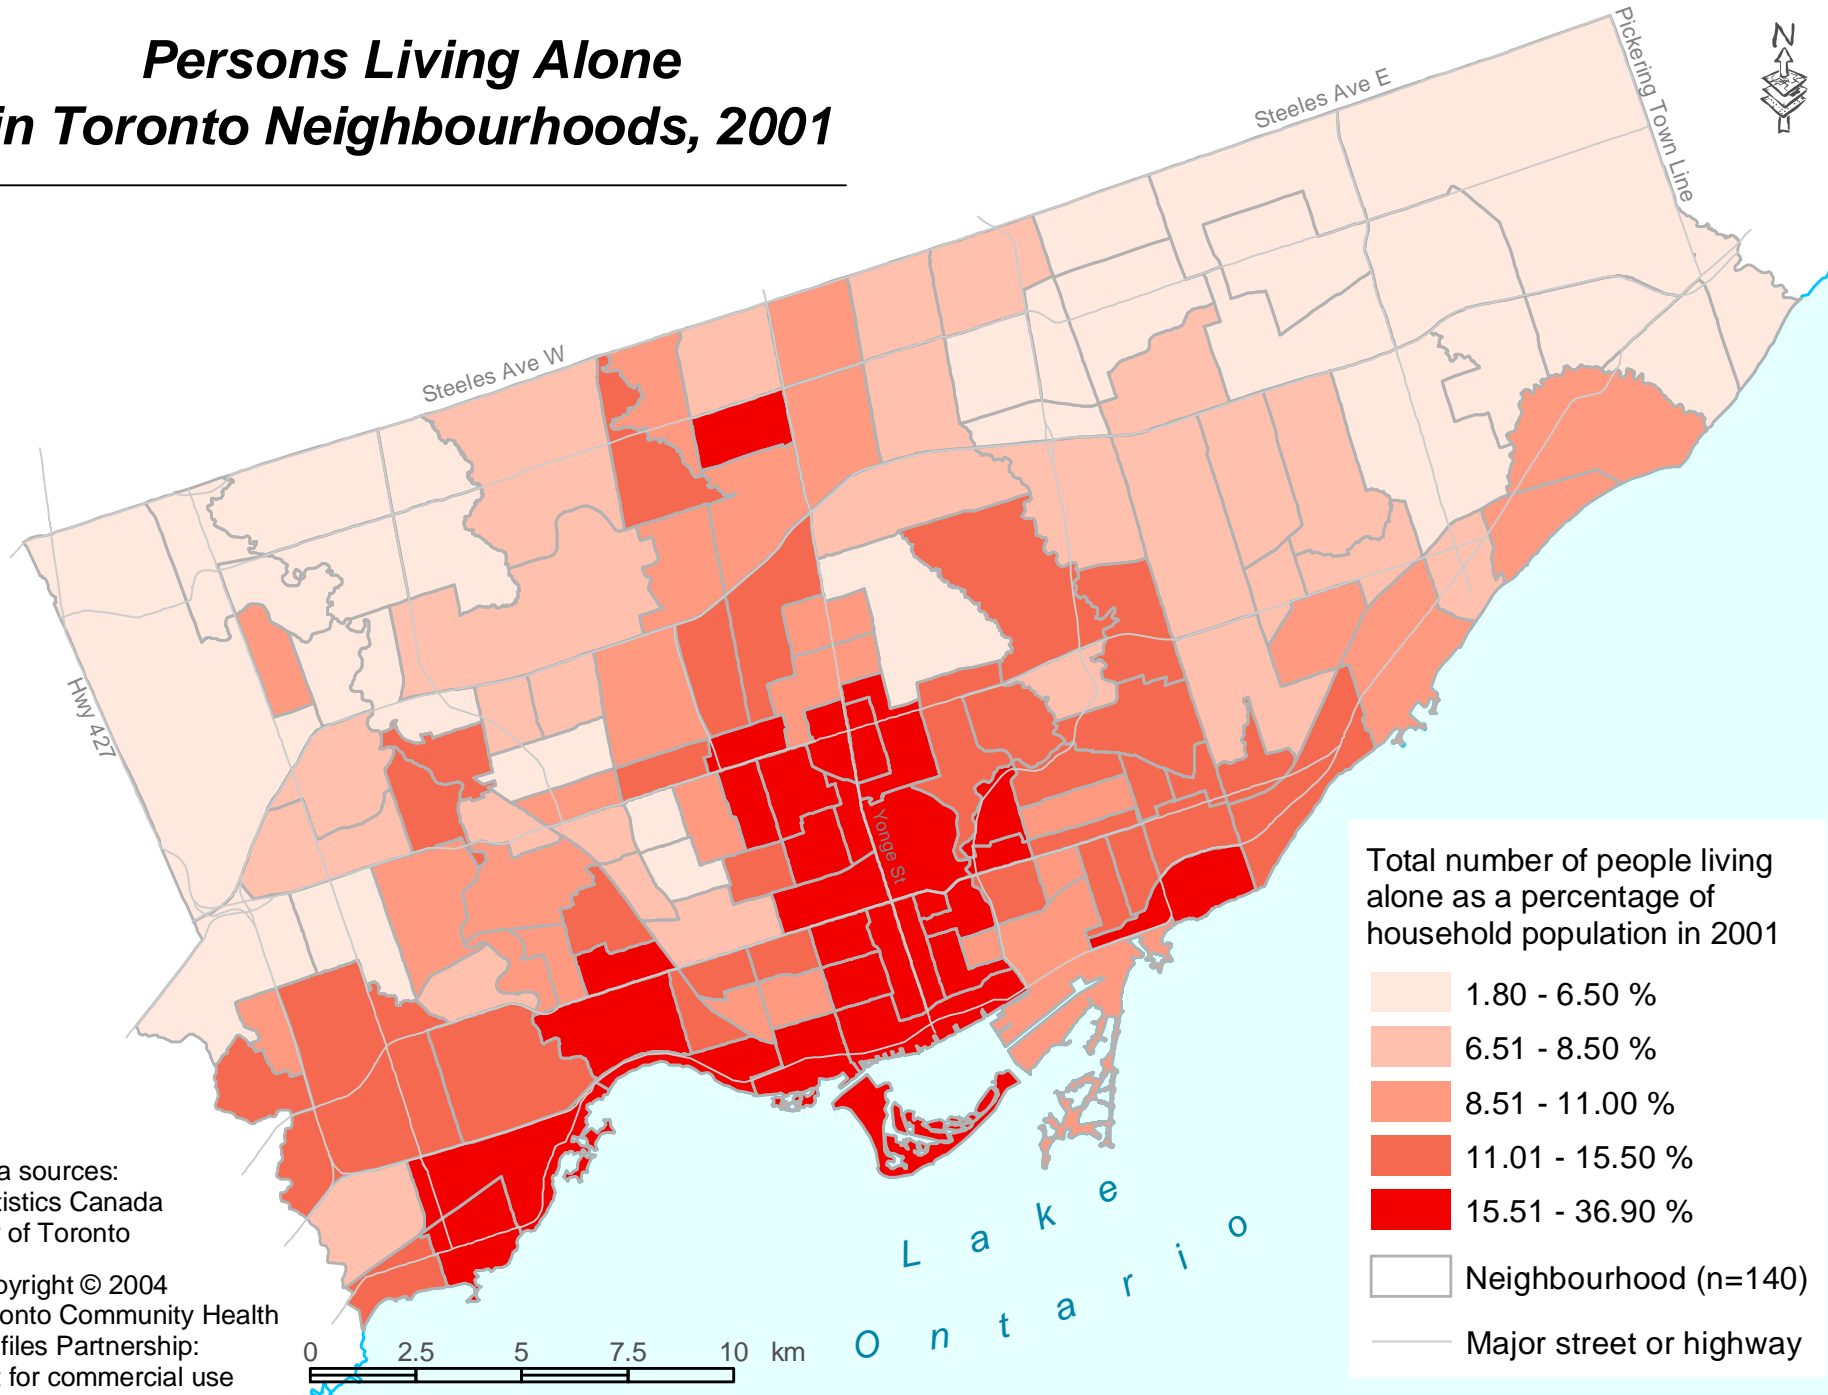 Persons Living Alone
in Toronto Neighbourhoods, 2001
N
Pickering Town Line
Steeles Ave E
Steeles Ave W
Hwy 427
Yonge St
Lake
Ontario
Total number of people living
alone as a percentage of
household population in 2001
1.80 - 6.50 %
6.51 - 8.50 %
8.51 - 11.00 %
11.01 - 15.50 %
15.51 - 36.90 %
Neighbourhood (n=140)
Major street or highway
a sources:
tistics Canada
of Toronto
pyright © 2004
ronto Community Health
files Partnership:
for commercial use
0 2.5 5 7.5 10 km